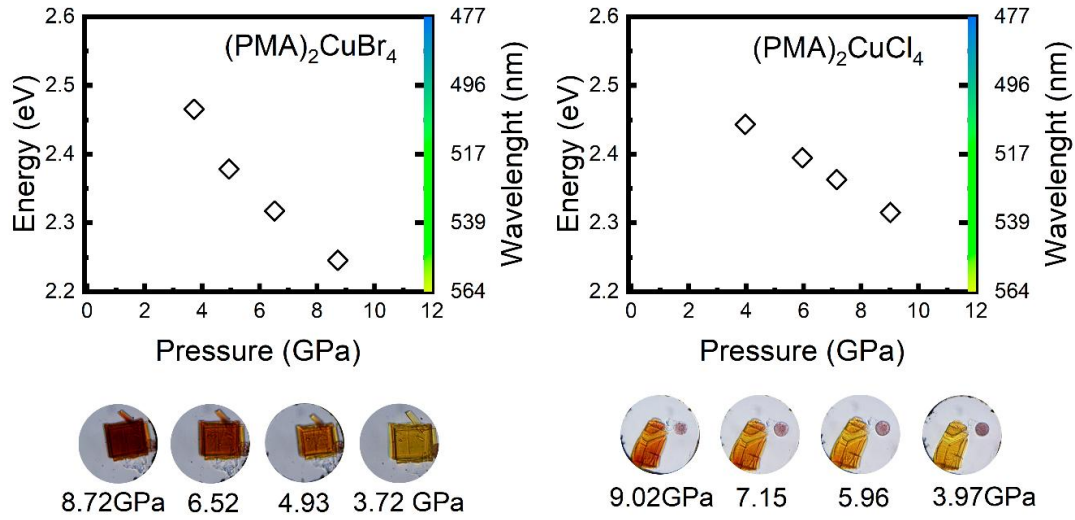 (PMA)₂CuBr₄
Energy (eV)
2.6
2.5
2.4
2.3
2.2
0 2 4 6 8 10 12
Pressure (GPa)
477
496
517
539
564
Wavelenght (nm)
8.72GPa 6.52 4.93 3.72 GPa
(PMA)₂CuCl₄
Energy (eV)
2.6
2.5
2.4
2.3
2.2
0 2 4 6 8 10 12
Pressure (GPa)
477
496
517
539
564
Wavelenght (nm)
9.02GPa 7.15 5.96 3.97GPa